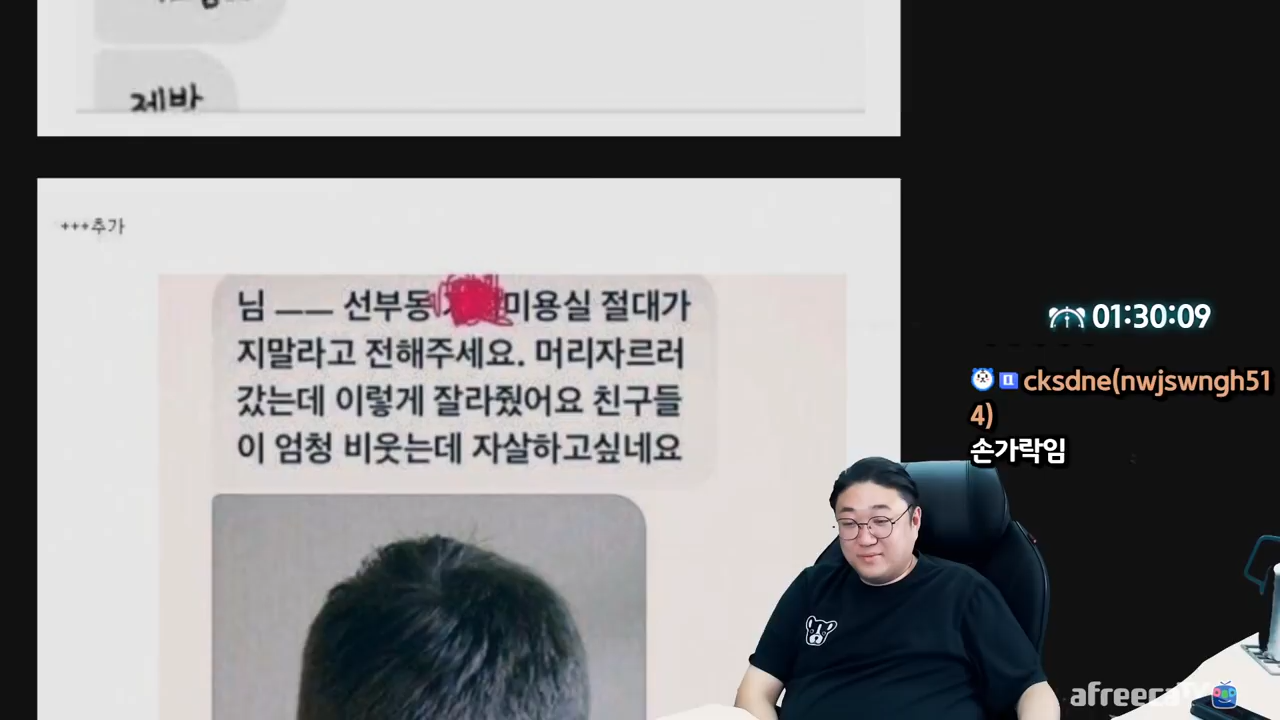 제발
+++추가
님 ㅡㅡ 선부동 미용실 절대가
지말라고 전해주세요. 머리자르러
갔는데 이렇게 잘라줬어요 친구들
이 엄청 비웃는데 자살하고싶네요
01:30:09
cksdne(nwjswngh51
4)
손가락임
afreecaTV